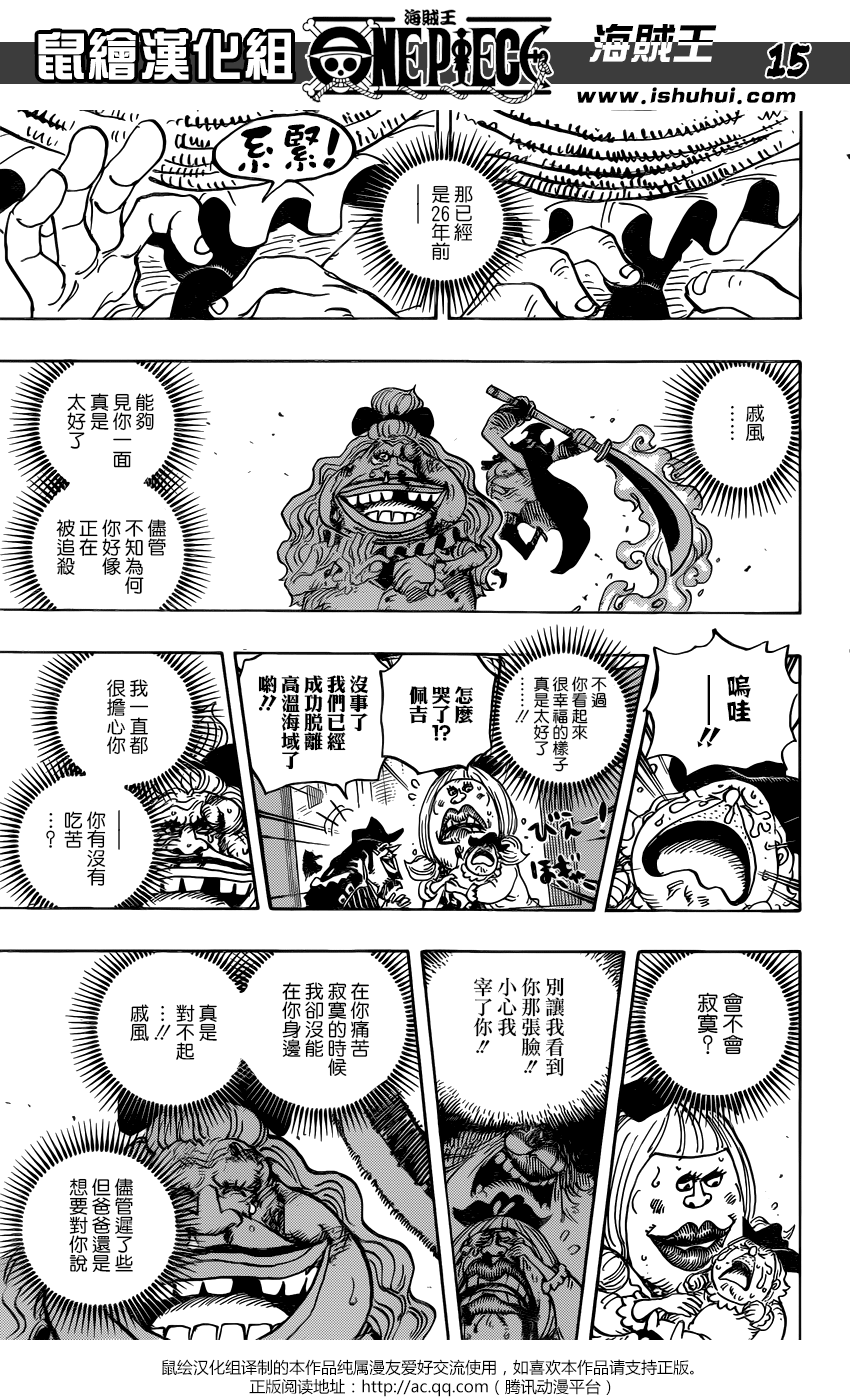 海賊王
鼠繪漢化組
ONE PIECE
海賊王
15
www.ishuhui.com
那已經
是26年前
——
系緊!
戚風
……
能夠
見你一面
真是
太好了
儘管
不知為何
你好像
正在
被追殺
嗚哇
——
!!
不過
你看起來
很幸福的樣子
真是太好了
……!!
怎麼
哭了!?
佩吉
沒事了
我們已經
成功脫離
高溫海域了
喲!!
びえーー!
ほぎゃー
我一直都
很擔心你
——
你有沒有
吃苦
…?
會不會
寂寞?
別讓我看到
你那張臉!!
小心我
宰了你!!
在你痛苦
寂寞的時候
我卻沒能
在你身邊
真是
對不起
…!!
戚風
儘管遲了些
但爸爸還是
想要對你說
鼠绘汉化组译制的本作品纯属漫友爱好交流使用，如喜欢本作品请支持正版。
正版阅读地址：http://ac.qq.com（腾讯动漫平台）